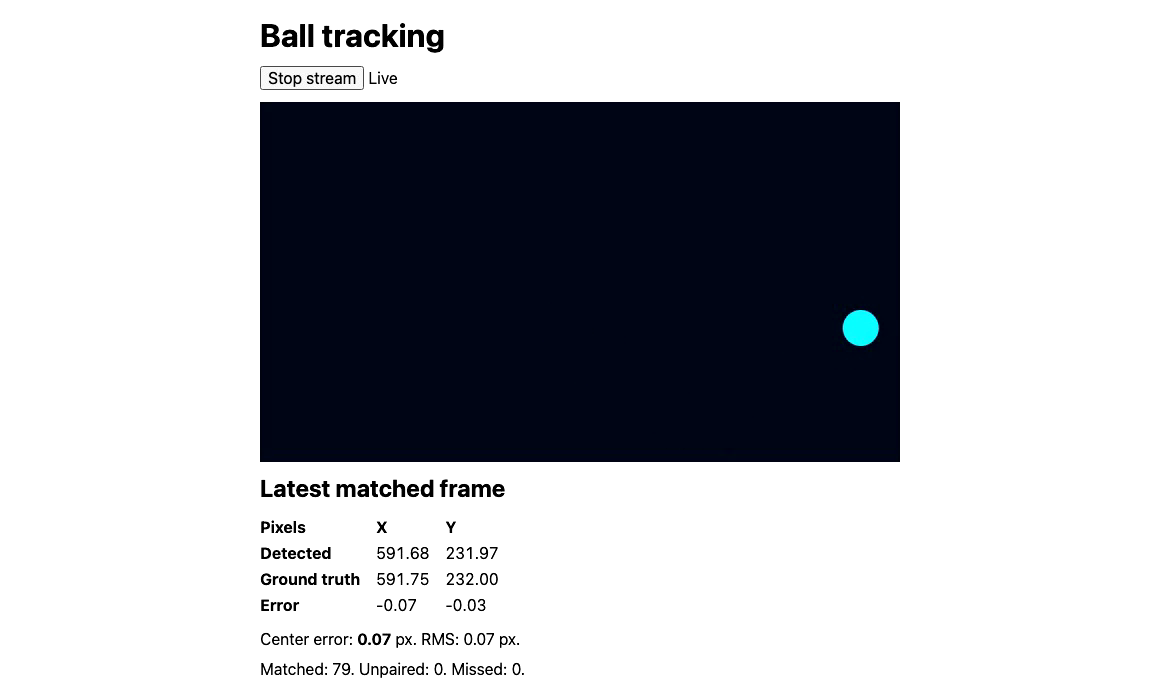 Ball tracking
Stop stream Live
Latest matched frame
Pixels X Y
Detected 591.68 231.97
Ground truth 591.75 232.00
Error -0.07 -0.03
Center error: 0.07 px. RMS: 0.07 px.
Matched: 79. Unpaired: 0. Missed: 0.